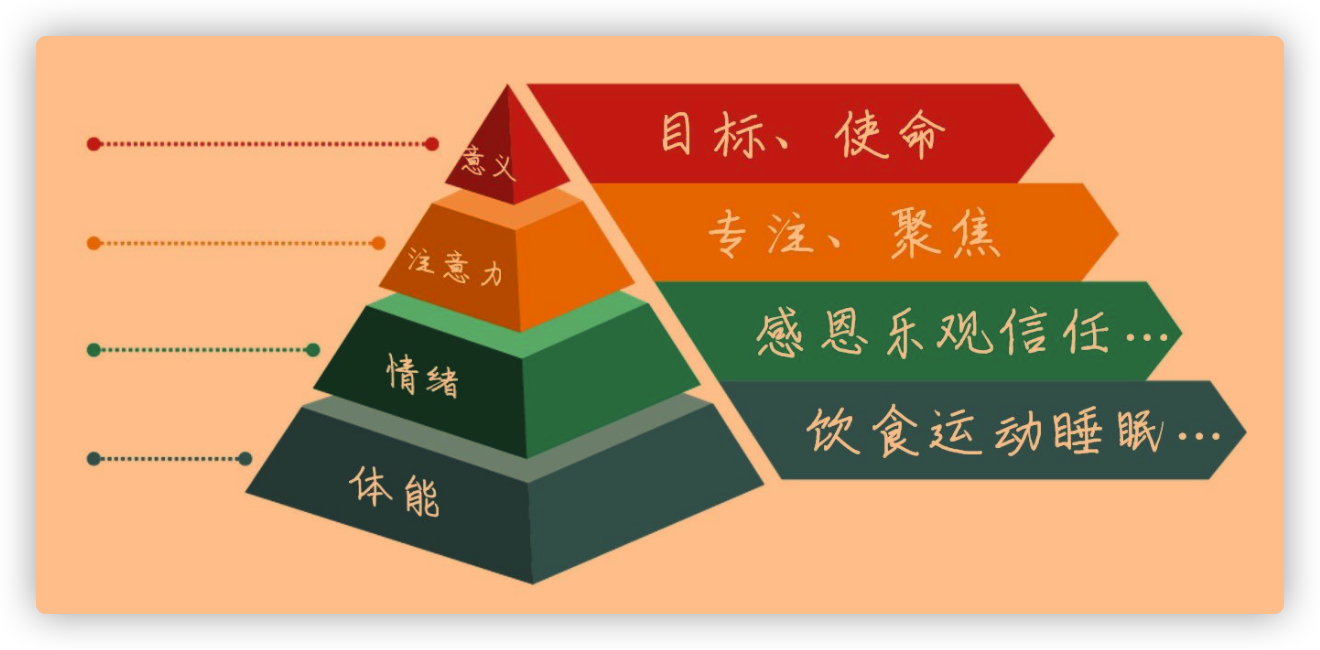 意义
目标、使命
注意力
专注、聚焦
情绪
感恩乐观信任…
体能
饮食运动睡眠…